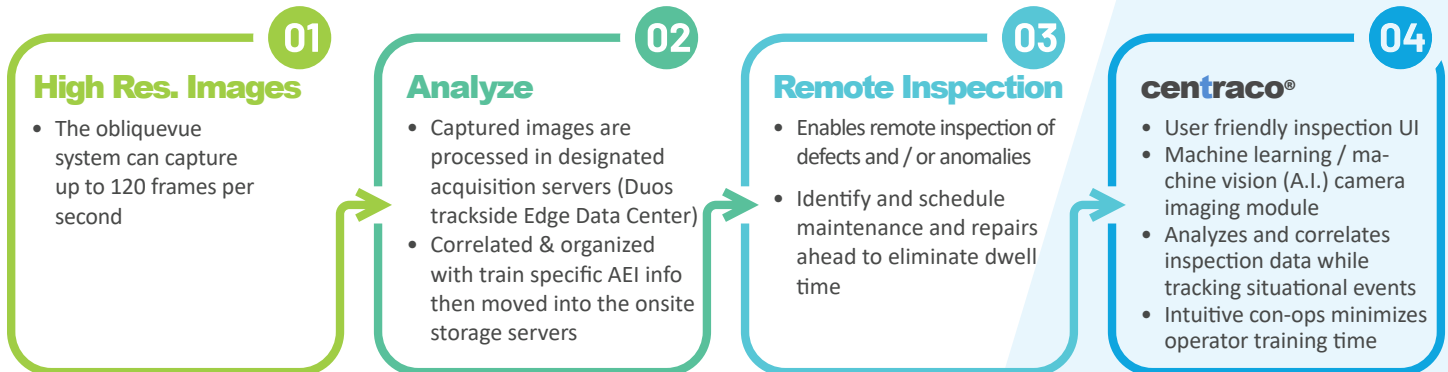 01
High Res. Images
• The obliquevue
system can capture
up to 120 frames per
second
02
Analyze
• Captured images are
processed in designated
acquisition servers (Duos
trackside Edge Data Center)
• Correlated & organized
with train specific AEI info
then moved into the onsite
storage servers
03
Remote Inspection
• Enables remote inspection of
defects and / or anomalies
• Identify and schedule
maintenance and repairs
ahead to eliminate dwell
time
04
centraco®
• User friendly inspection UI
• Machine learning / ma-
chine vision (A.I.) camera
imaging module
• Analyzes and correlates
inspection data while
tracking situational events
• Intuitive con-ops minimizes
operator training time